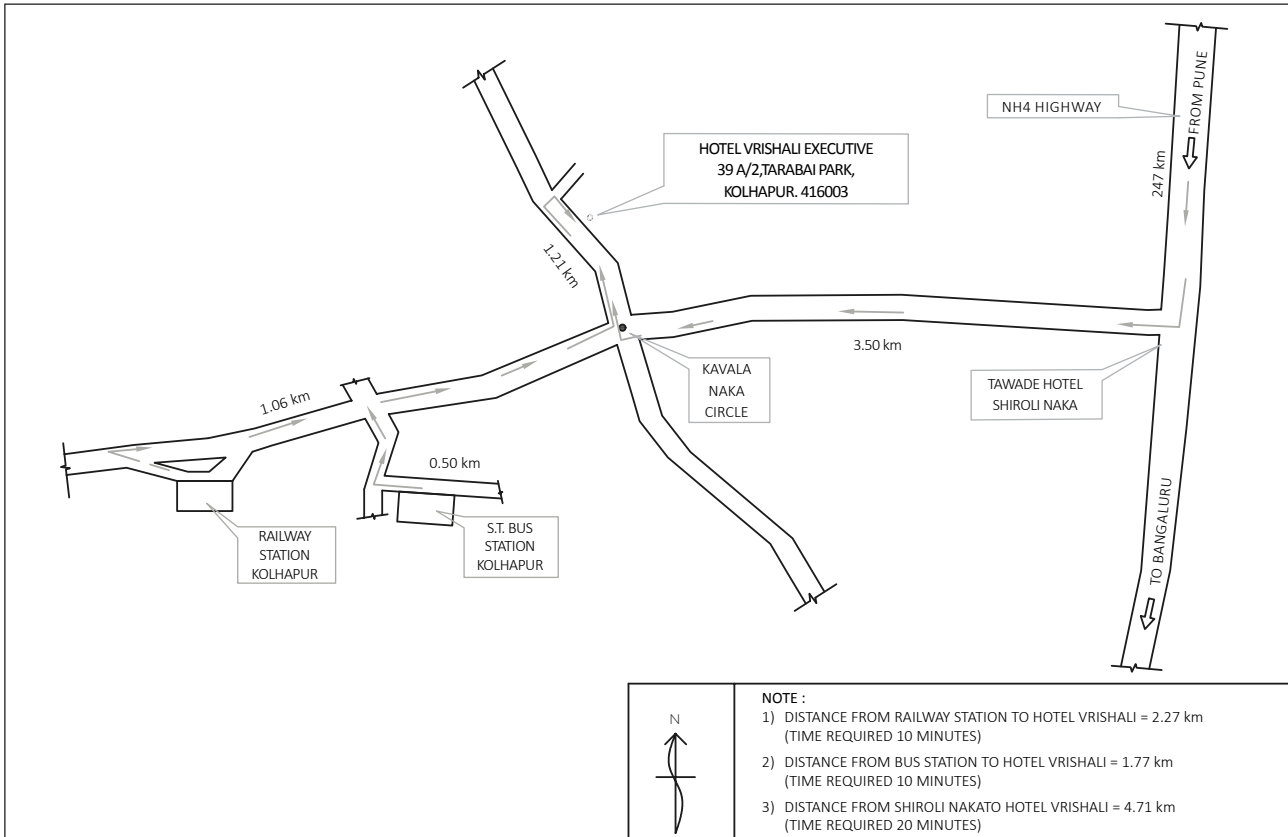 FROM PUNE
NH4 HIGHWAY
HOTEL VRISHALI EXECUTIVE
39 A/2,TARABAI PARK,
KOLHAPUR. 416003
247 km
1.21 km
3.50 km
KAVALA
NAKA
CIRCLE
TAWADE HOTEL
SHIROLI NAKA
1.06 km
0.50 km
RAILWAY
STATION
KOLHAPUR
S.T. BUS
STATION
KOLHAPUR
TO BANGALURU
N
NOTE :
1) DISTANCE FROM RAILWAY STATION TO HOTEL VRISHALI = 2.27 km
(TIME REQUIRED 10 MINUTES)
2) DISTANCE FROM BUS STATION TO HOTEL VRISHALI = 1.77 km
(TIME REQUIRED 10 MINUTES)
3) DISTANCE FROM SHIROLI NAKATO HOTEL VRISHALI = 4.71 km
(TIME REQUIRED 20 MINUTES)